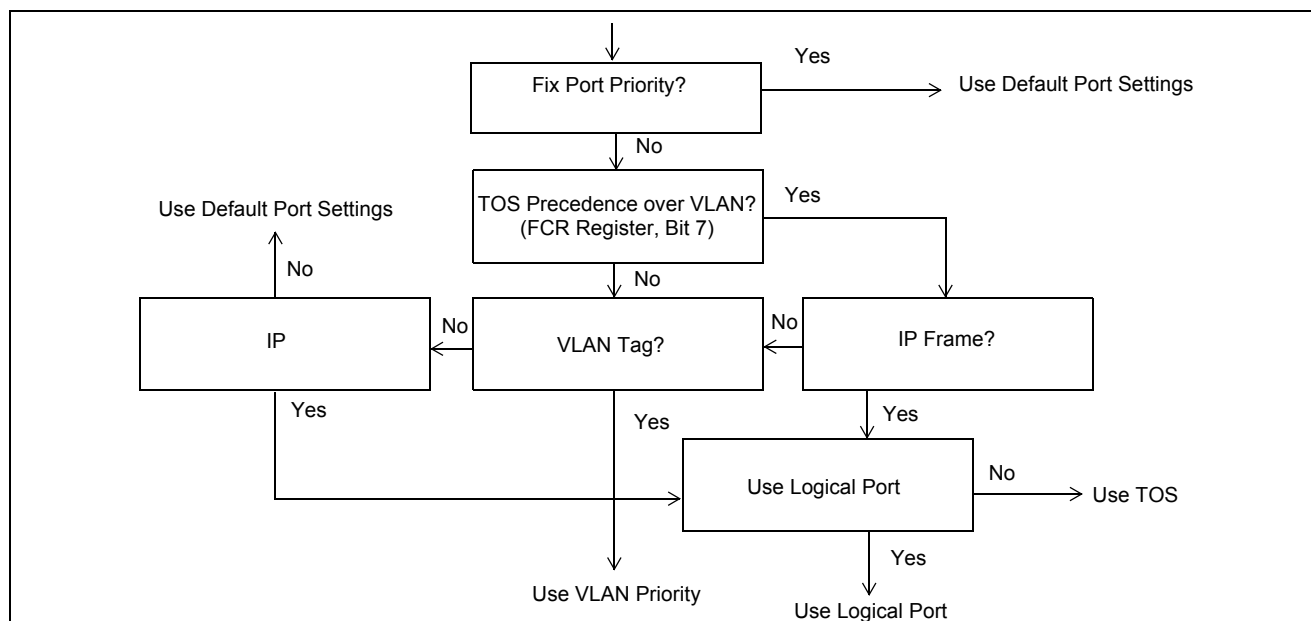 Yes
Fix Port Priority?
Use Default Port Settings
No
TOS Precedence over VLAN?
(FCR Register, Bit 7)
Yes
Use Default Port Settings
No
No
IP
No
VLAN Tag?
No
IP Frame?
Yes
Yes
Yes
Use Logical Port
No
Use TOS
Yes
Use VLAN Priority
Use Logical Port